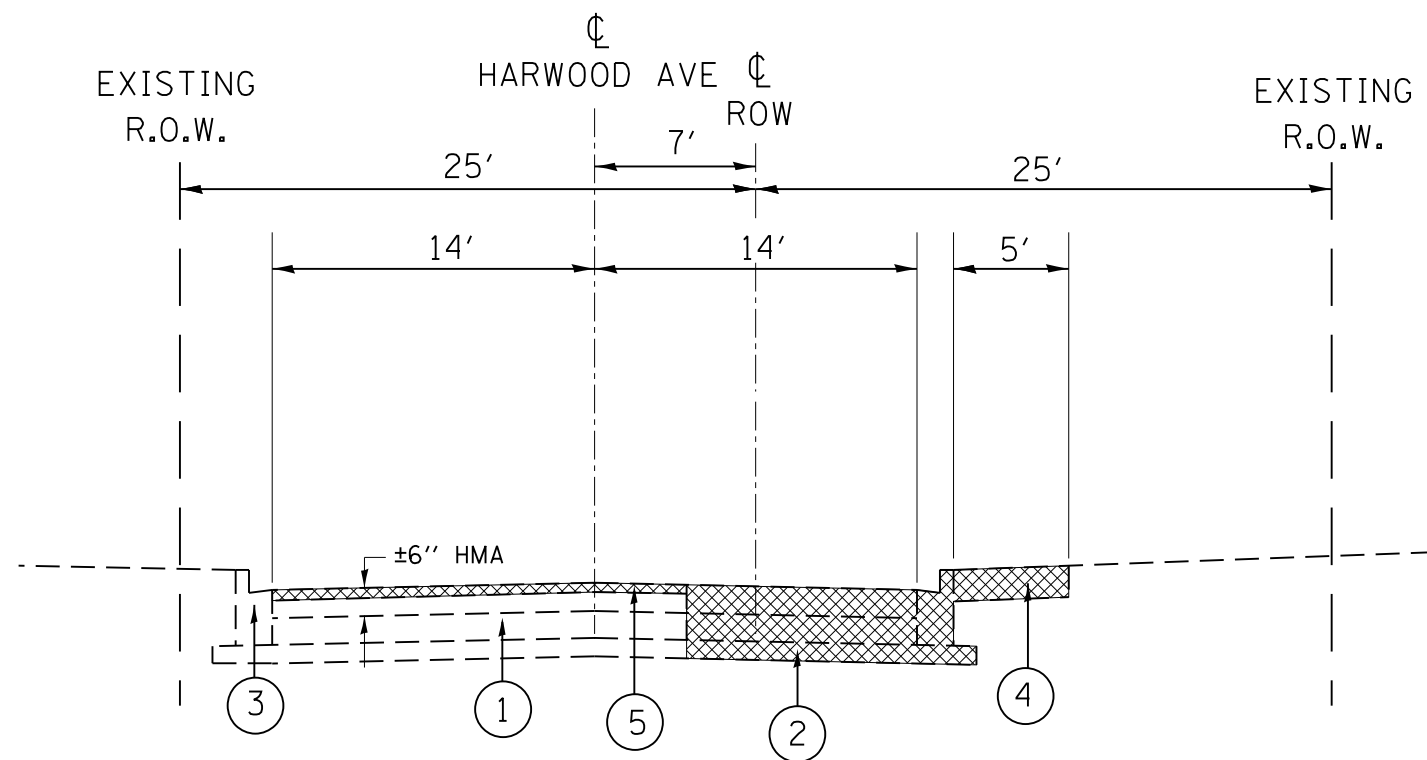 ℄
HARWOOD AVE
℄
ROW
EXISTING
R.O.W.
EXISTING
R.O.W.
7′
25′
25′
14′
14′
5′
±6′′ HMA
3
1
5
2
4